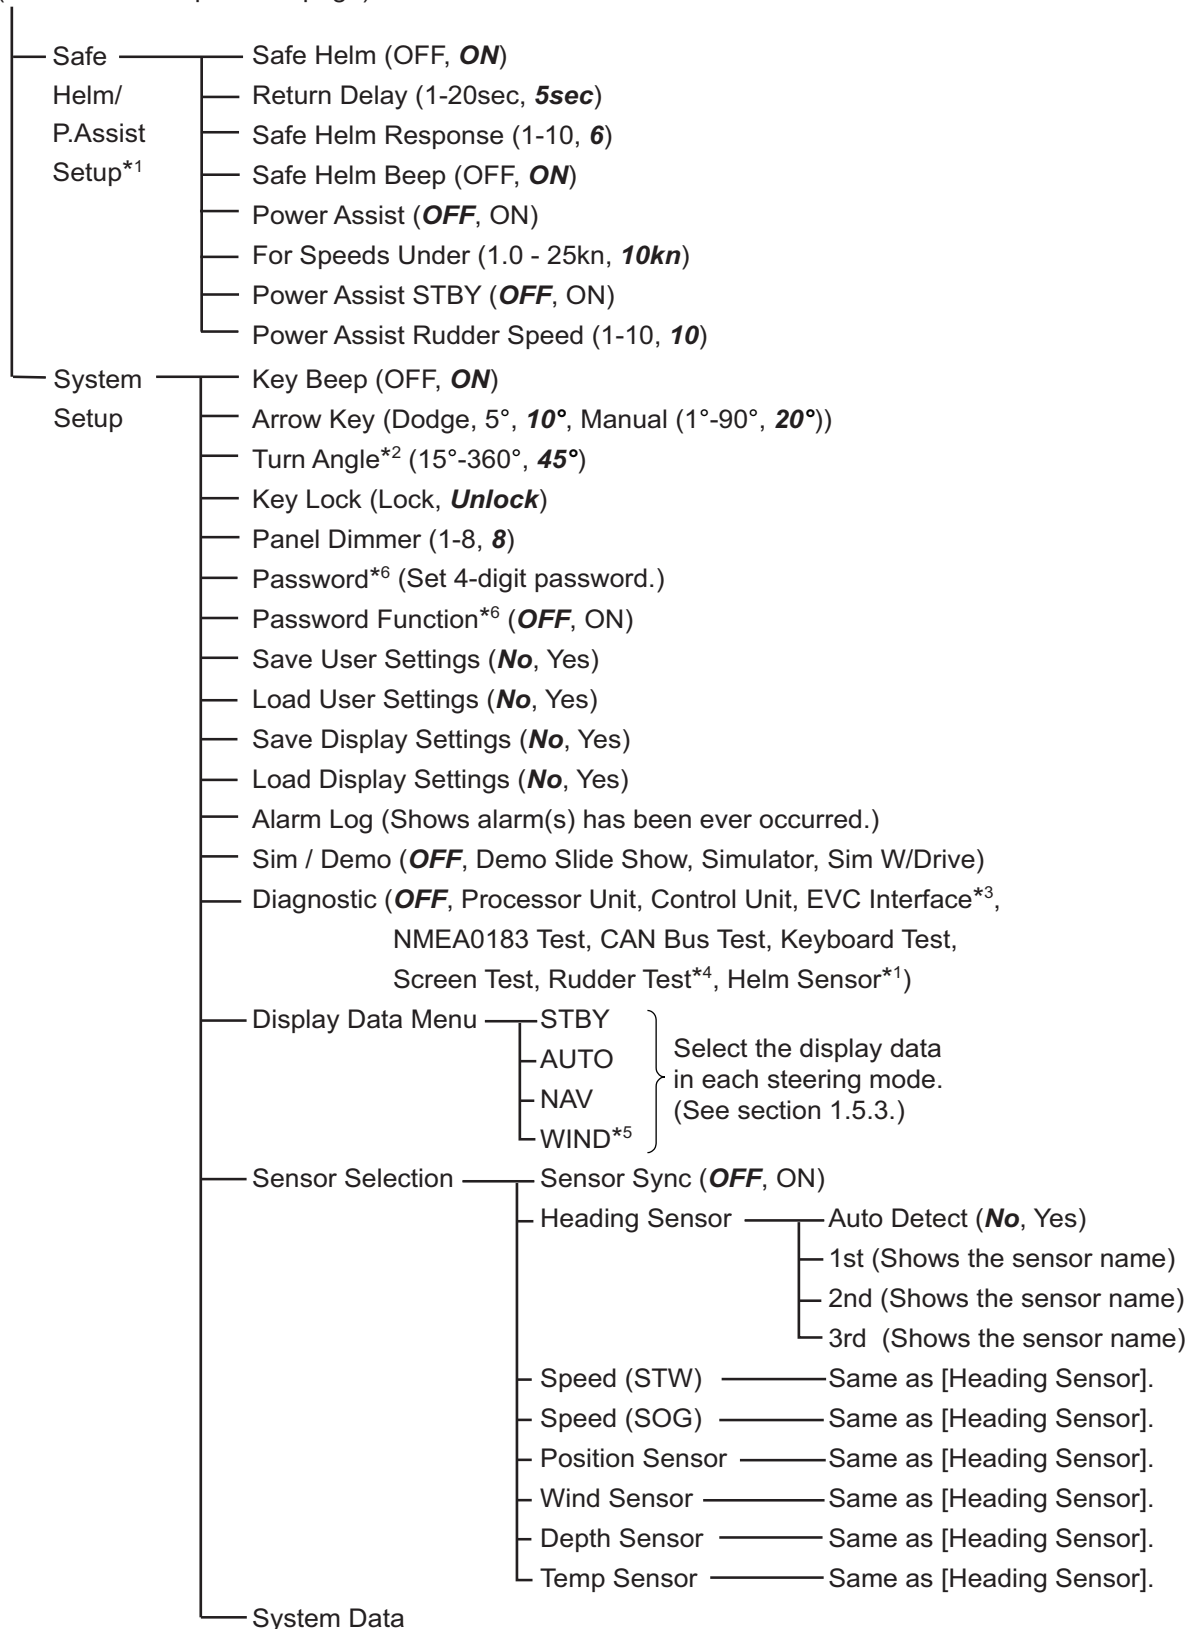 Safe Safe Helm (OFF, ON)
Helm/ Return Delay (1-20sec, 5sec)
P.Assist Safe Helm Response (1-10, 6)
Setup*1 Safe Helm Beep (OFF, ON)
Power Assist (OFF, ON)
For Speeds Under (1.0 - 25kn, 10kn)
Power Assist STBY (OFF, ON)
Power Assist Rudder Speed (1-10, 10)
System Key Beep (OFF, ON)
Setup Arrow Key (Dodge, 5°, 10°, Manual (1°-90°, 20°))
Turn Angle*2 (15°-360°, 45°)
Key Lock (Lock, Unlock)
Panel Dimmer (1-8, 8)
Password*6 (Set 4-digit password.)
Password Function*6 (OFF, ON)
Save User Settings (No, Yes)
Load User Settings (No, Yes)
Save Display Settings (No, Yes)
Load Display Settings (No, Yes)
Alarm Log (Shows alarm(s) has been ever occurred.)
Sim / Demo (OFF, Demo Slide Show, Simulator, Sim W/Drive)
Diagnostic (OFF, Processor Unit, Control Unit, EVC Interface*3,
NMEA0183 Test, CAN Bus Test, Keyboard Test,
Screen Test, Rudder Test*4, Helm Sensor*1)
Display Data Menu STBY
AUTO
NAV
WIND*5
Select the display data
in each steering mode.
(See section 1.5.3.)
Sensor Selection Sensor Sync (OFF, ON)
Heading Sensor Auto Detect (No, Yes)
1st (Shows the sensor name)
2nd (Shows the sensor name)
3rd (Shows the sensor name)
Speed (STW) Same as [Heading Sensor].
Speed (SOG) Same as [Heading Sensor].
Position Sensor Same as [Heading Sensor].
Wind Sensor Same as [Heading Sensor].
Depth Sensor Same as [Heading Sensor].
Temp Sensor Same as [Heading Sensor].
System Data